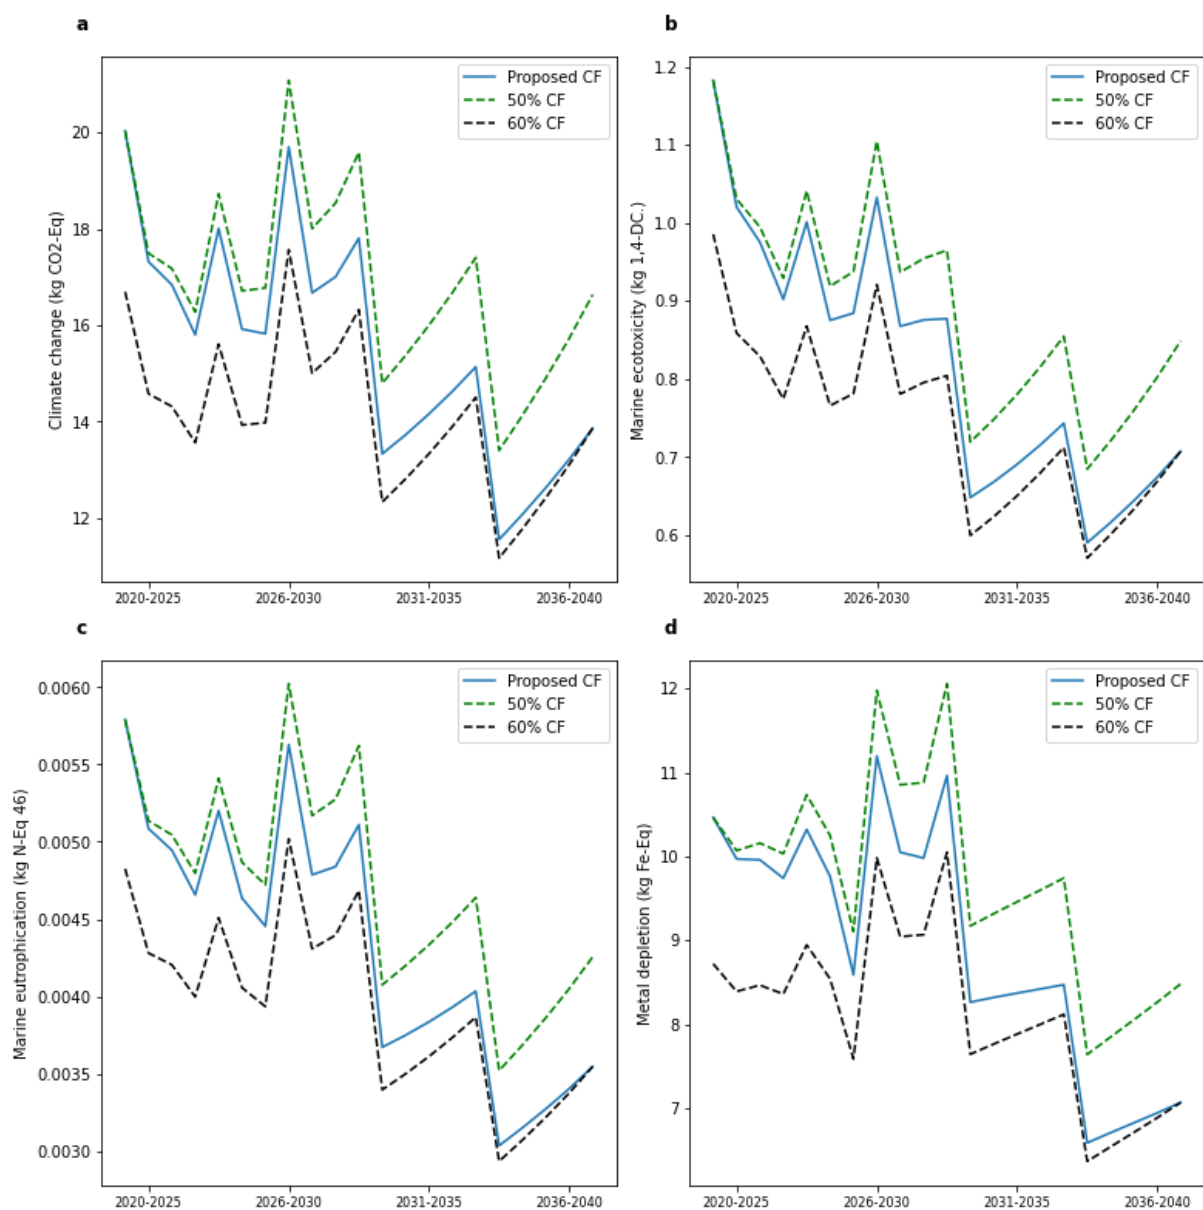 a
Climate change (kg CO2-Eq)
20
18
16
14
12
Proposed CF
50% CF
60% CF
2020-2025
2026-2030
2031-2035
2036-2040
b
Marine ecotoxicity (kg 1,4-DC.)
1.2
1.1
1.0
0.9
0.8
0.7
0.6
Proposed CF
50% CF
60% CF
2020-2025
2026-2030
2031-2035
2036-2040
c
Marine eutrophication (kg N-Eq 46)
0.0060
0.0055
0.0050
0.0045
0.0040
0.0035
0.0030
Proposed CF
50% CF
60% CF
2020-2025
2026-2030
2031-2035
2036-2040
d
Metal depletion (kg Fe-Eq)
12
11
10
9
8
7
Proposed CF
50% CF
60% CF
2020-2025
2026-2030
2031-2035
2036-2040